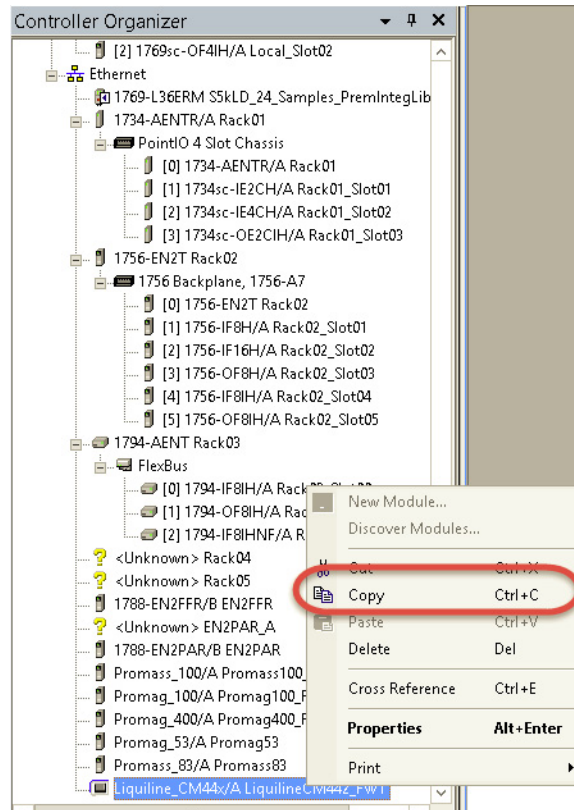 Controller Organizer
[2] 1769sc-OF4IH/A Local_Slot02
Ethernet
1769-L36ERM S5kLD_24_Samples_PremIntegLib
1734-AENTR/A Rack01
PointIO 4 Slot Chassis
[0] 1734-AENTR/A Rack01
[1] 1734sc-IE2CH/A Rack01_Slot01
[2] 1734sc-IE4CH/A Rack01_Slot02
[3] 1734sc-OE2CIH/A Rack01_Slot03
1756-EN2T Rack02
1756 Backplane, 1756-A7
[0] 1756-EN2T Rack02
[1] 1756-IF8H/A Rack02_Slot01
[2] 1756-IF16H/A Rack02_Slot02
[3] 1756-OF8H/A Rack02_Slot03
[4] 1756-IF8IH/A Rack02_Slot04
[5] 1756-OF8IH/A Rack02_Slot05
1794-AENT Rack03
FlexBus
[0] 1794-IF8IH/A
[1] 1794-OF8IH/A
[2] 1794-IF8IHNF/A
<Unknown> Rack04
<Unknown> Rack05
1788-EN2FFR/B EN2FFR
<Unknown> EN2PAR_A
1788-EN2PAR/B EN2PAR
Promass_100/A Promass100_
Promag_100/A Promag100_F
Promag_400/A Promag400_F
Promag_53/A Promag53
Promass_83/A Promass83
Liquiline_CM44x/A LiquilineCM442_FW1
New Module...
Discover Modules...
Cut Ctrl+X
Copy Ctrl+C
Paste Ctrl+V
Delete Del
Cross Reference Ctrl+E
Properties Alt+Enter
Print